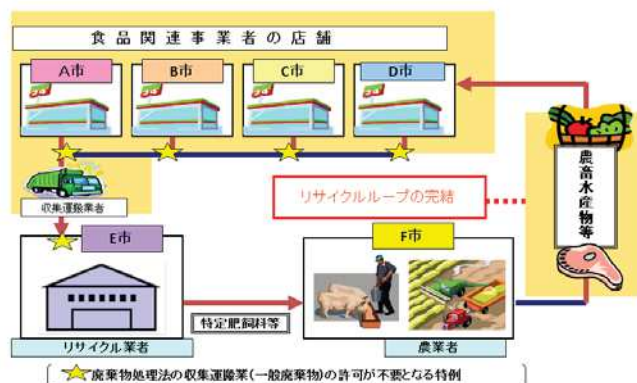 食品関連事業者の店舗
A市
B市
C市
D市
収集運搬業者
リサイクルループの完結
農畜水産物等
E市
F市
特定肥飼料等
リサイクル業者
農業者
廃棄物処理法の収集運搬業(一般廃棄物)の許可が不要となる特例